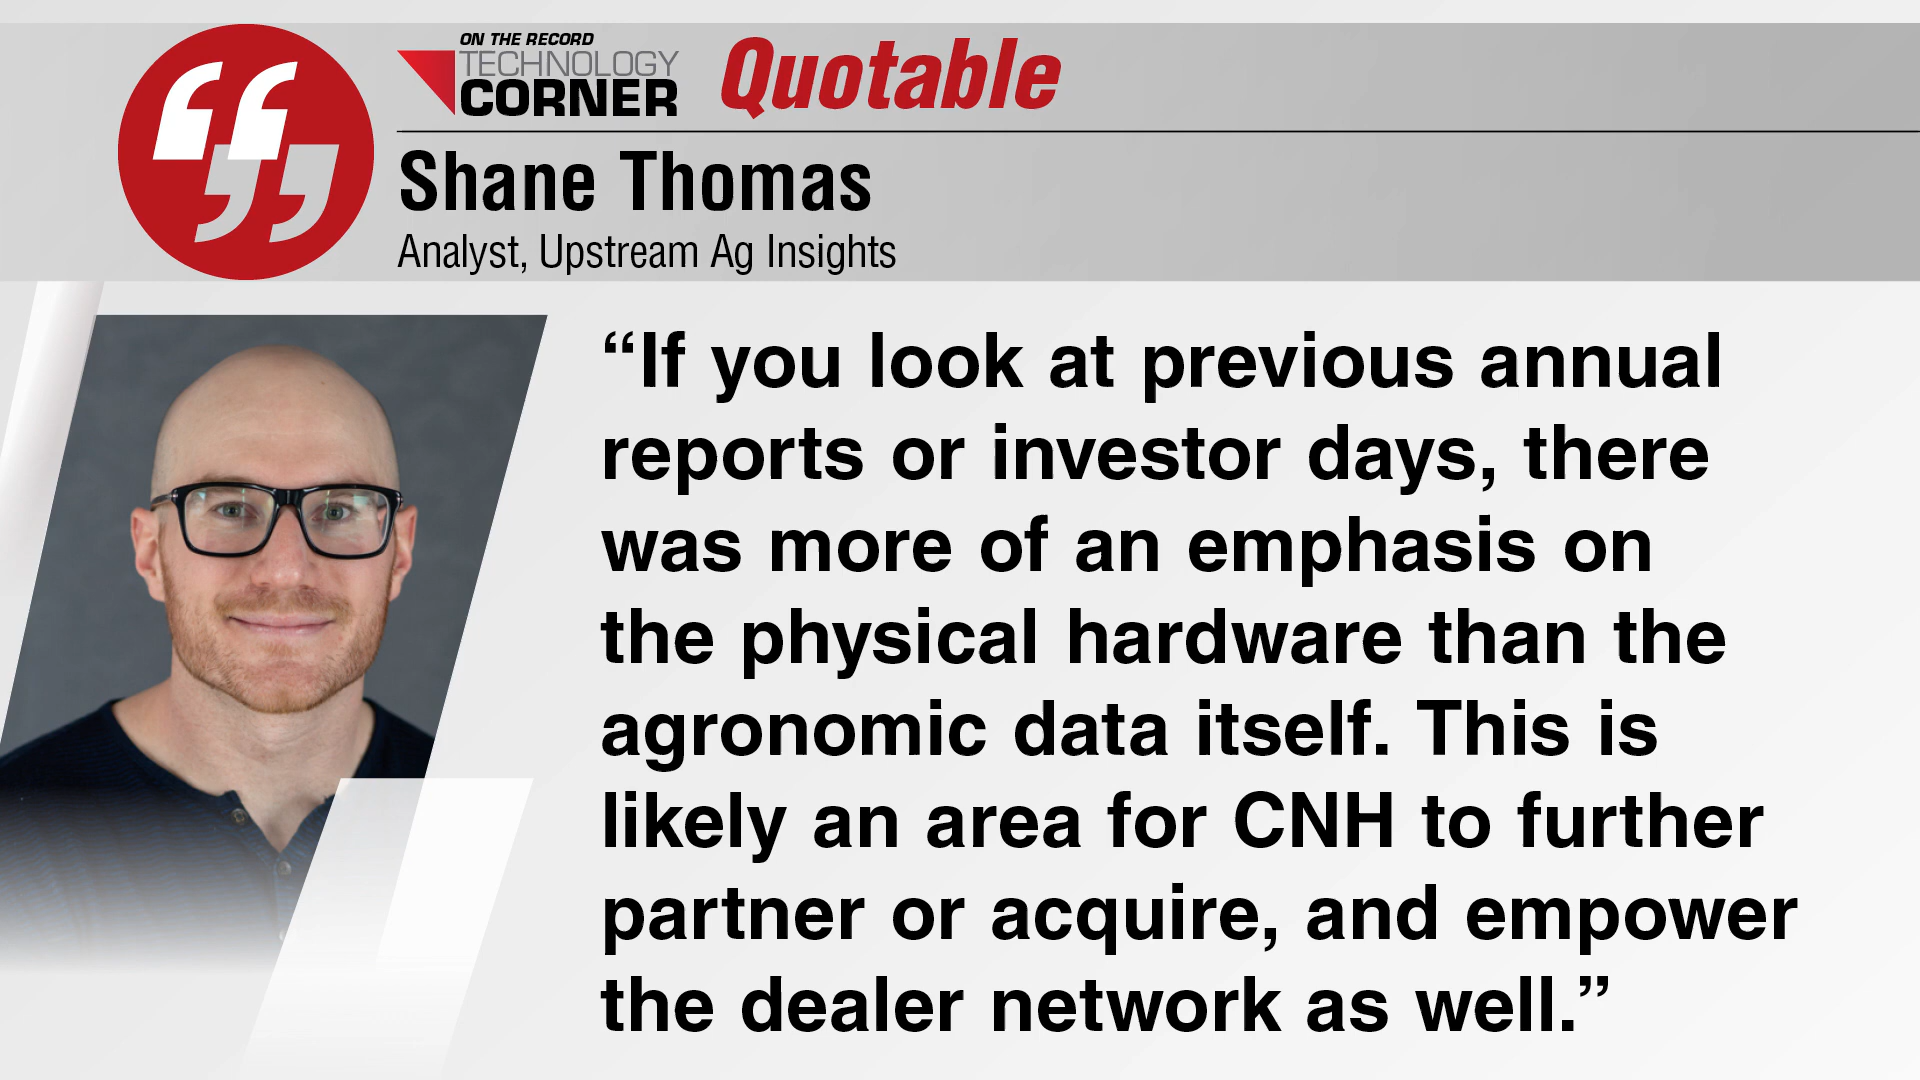 ON THE RECORD
TECHNOLOGY
CORNER
Quotable
Shane Thomas
Analyst, Upstream Ag Insights
“If you look at previous annual
reports or investor days, there
was more of an emphasis on
the physical hardware than the
agronomic data itself. This is
likely an area for CNH to further
partner or acquire, and empower
the dealer network as well.”